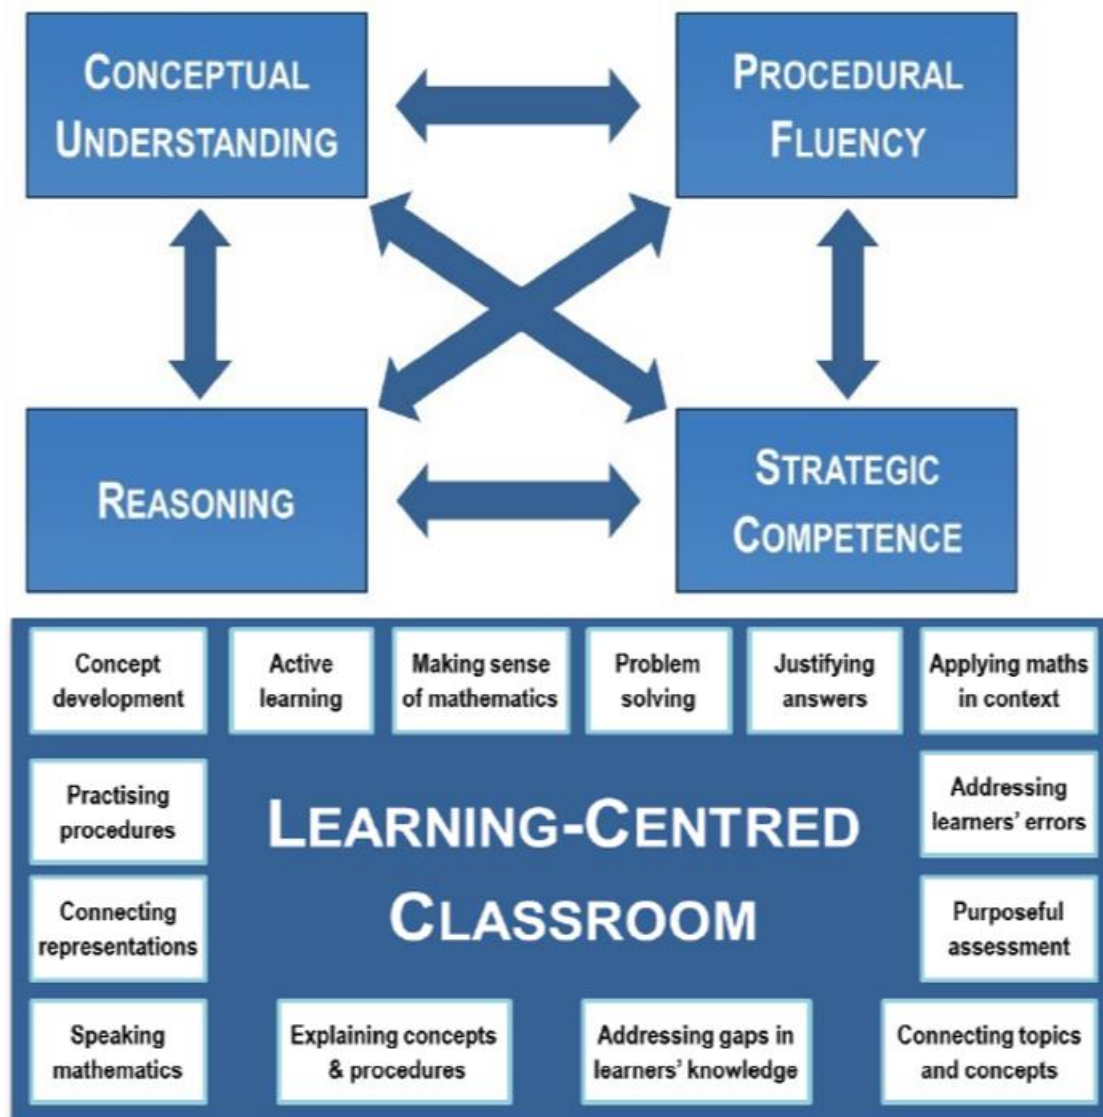 CONCEPTUAL
UNDERSTANDING
PROCEDURAL
FLUENCY
REASONING
STRATEGIC
COMPETENCE
Concept
development
Active
learning
Making sense
of mathematics
Problem
solving
Justifying
answers
Applying maths
in context
Practising
procedures
LEARNING-CENTRED
CLASSROOM
Addressing
learners' errors
Connecting
representations
Purposeful
assessment
Speaking
mathematics
Explaining concepts
& procedures
Addressing gaps in
learners' knowledge
Connecting topics
and concepts